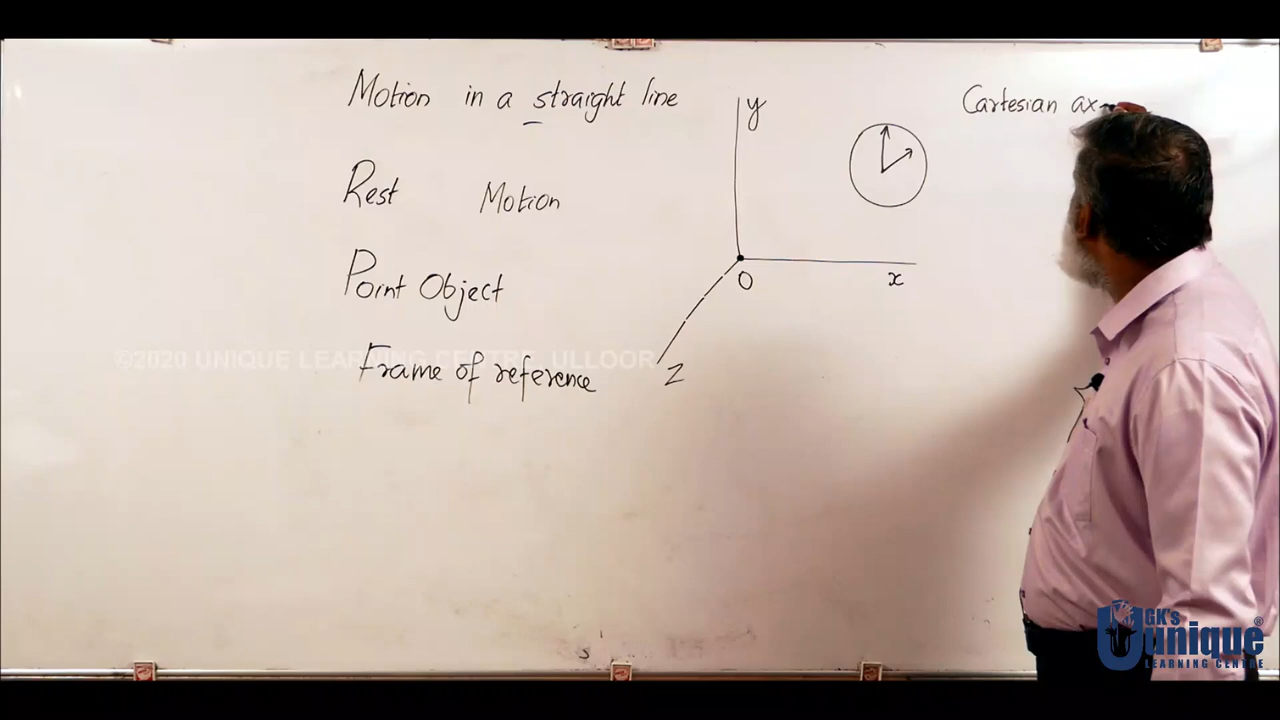 Motion in a straight line
Rest Motion
Point Object
Frame of reference
y
O
x
Z
Cartesian ax
©2020 UNIQUE LEARNING CENTRE, ULLOOR
GK's
unique®
LEARNING CENTRE